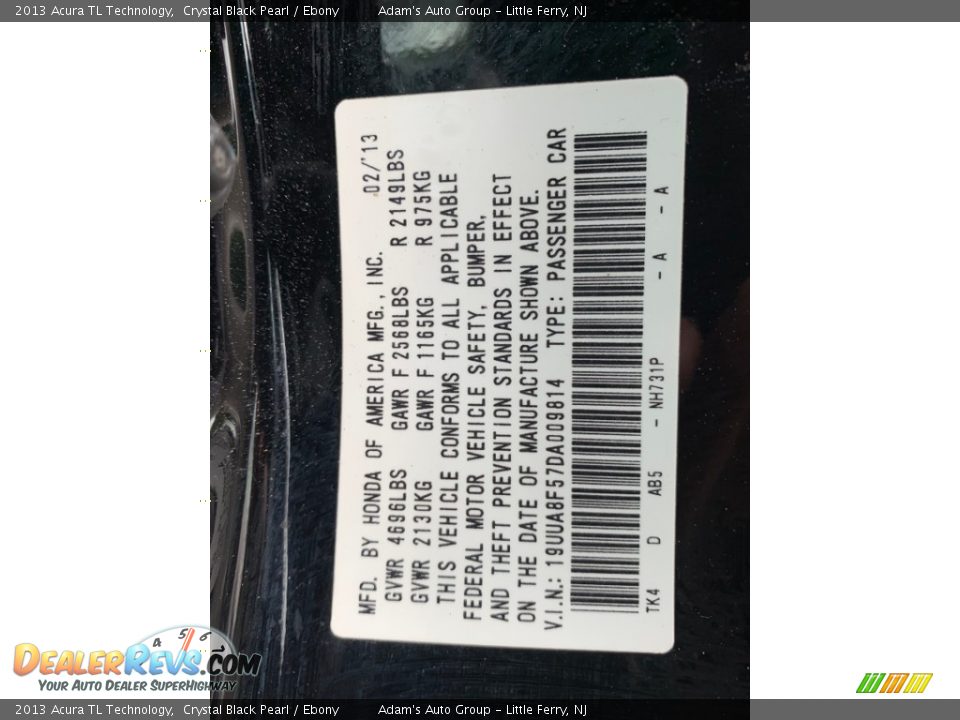 2013 Acura TL Technology,  Crystal Black Pearl / Ebony        Adam's Auto Group - Little Ferry, NJ
MFD. BY HONDA OF AMERICA MFG., INC.   02/'13
GVWR 4696LBS   GAWR F 2568LBS   R 2149LBS
GVWR 2130KG   GAWR F 1165KG   R 975KG
THIS VEHICLE CONFORMS TO ALL APPLICABLE
FEDERAL MOTOR VEHICLE SAFETY, BUMPER,
AND THEFT PREVENTION STANDARDS IN EFFECT
ON THE DATE OF MANUFACTURE SHOWN ABOVE.
V.I.N.: 19UUA8F57DA009814   TYPE: PASSENGER CAR
TK4   D   AB5   - NH731P   - A   - A
4 5 6
DEALERREVS.COM
YOUR AUTO DEALER SUPERHIGHWAY
2013 Acura TL Technology,  Crystal Black Pearl / Ebony        Adam's Auto Group - Little Ferry, NJ